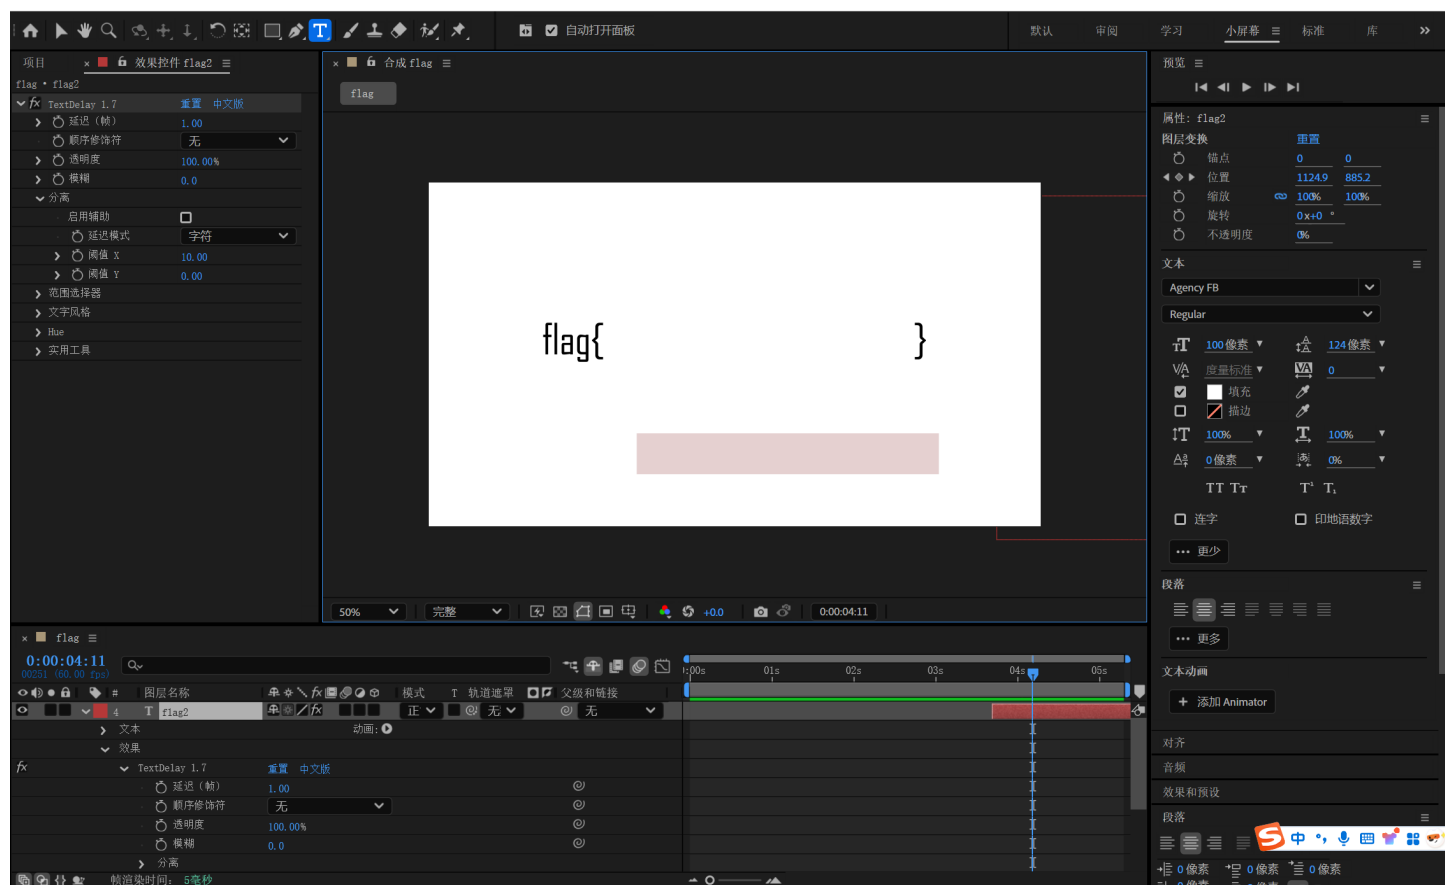 自动打开面板
默认
审阅
学习
小屏幕
标准
库
项目
效果控件 flag2
flag • flag2
fx TextDelay 1.7 重置 中文版
延迟（帧） 1.00
顺序修饰符 无
透明度 100.00%
模糊 0.0
分离
启用辅助
延迟模式 字符
阈值 X 10.00
阈值 Y 0.00
范围选择器
文字风格
Hue
实用工具
合成 flag
flag
flag{ }
50% 完整 +0.0 0:00:04:11
预览
属性: flag2
图层变换 重置
锚点 0 0
位置 1124.9 885.2
缩放 100% 100%
旋转 0x+0 °
不透明度 0%
文本
Agency FB
Regular
100 像素 124 像素
度量标准 0
填充
描边
100% 100%
0 像素 0%
连字 印地语数字
更少
段落
更多
文本动画
+ 添加 Animator
对齐
音频
效果和预设
段落
中
0 像素 0 像素 0 像素
flag
0:00:04:11
00251 (60.00 fps)
:00s 01s 02s 03s 04s 05s
# 图层名称 模式 T 轨道遮罩 父级和链接
4 T flag2 正 无 无
文本 动画:
效果
fx TextDelay 1.7 重置 中文版
延迟（帧） 1.00
顺序修饰符 无
透明度 100.00%
模糊 0.0
分离
帧渲染时间: 5毫秒